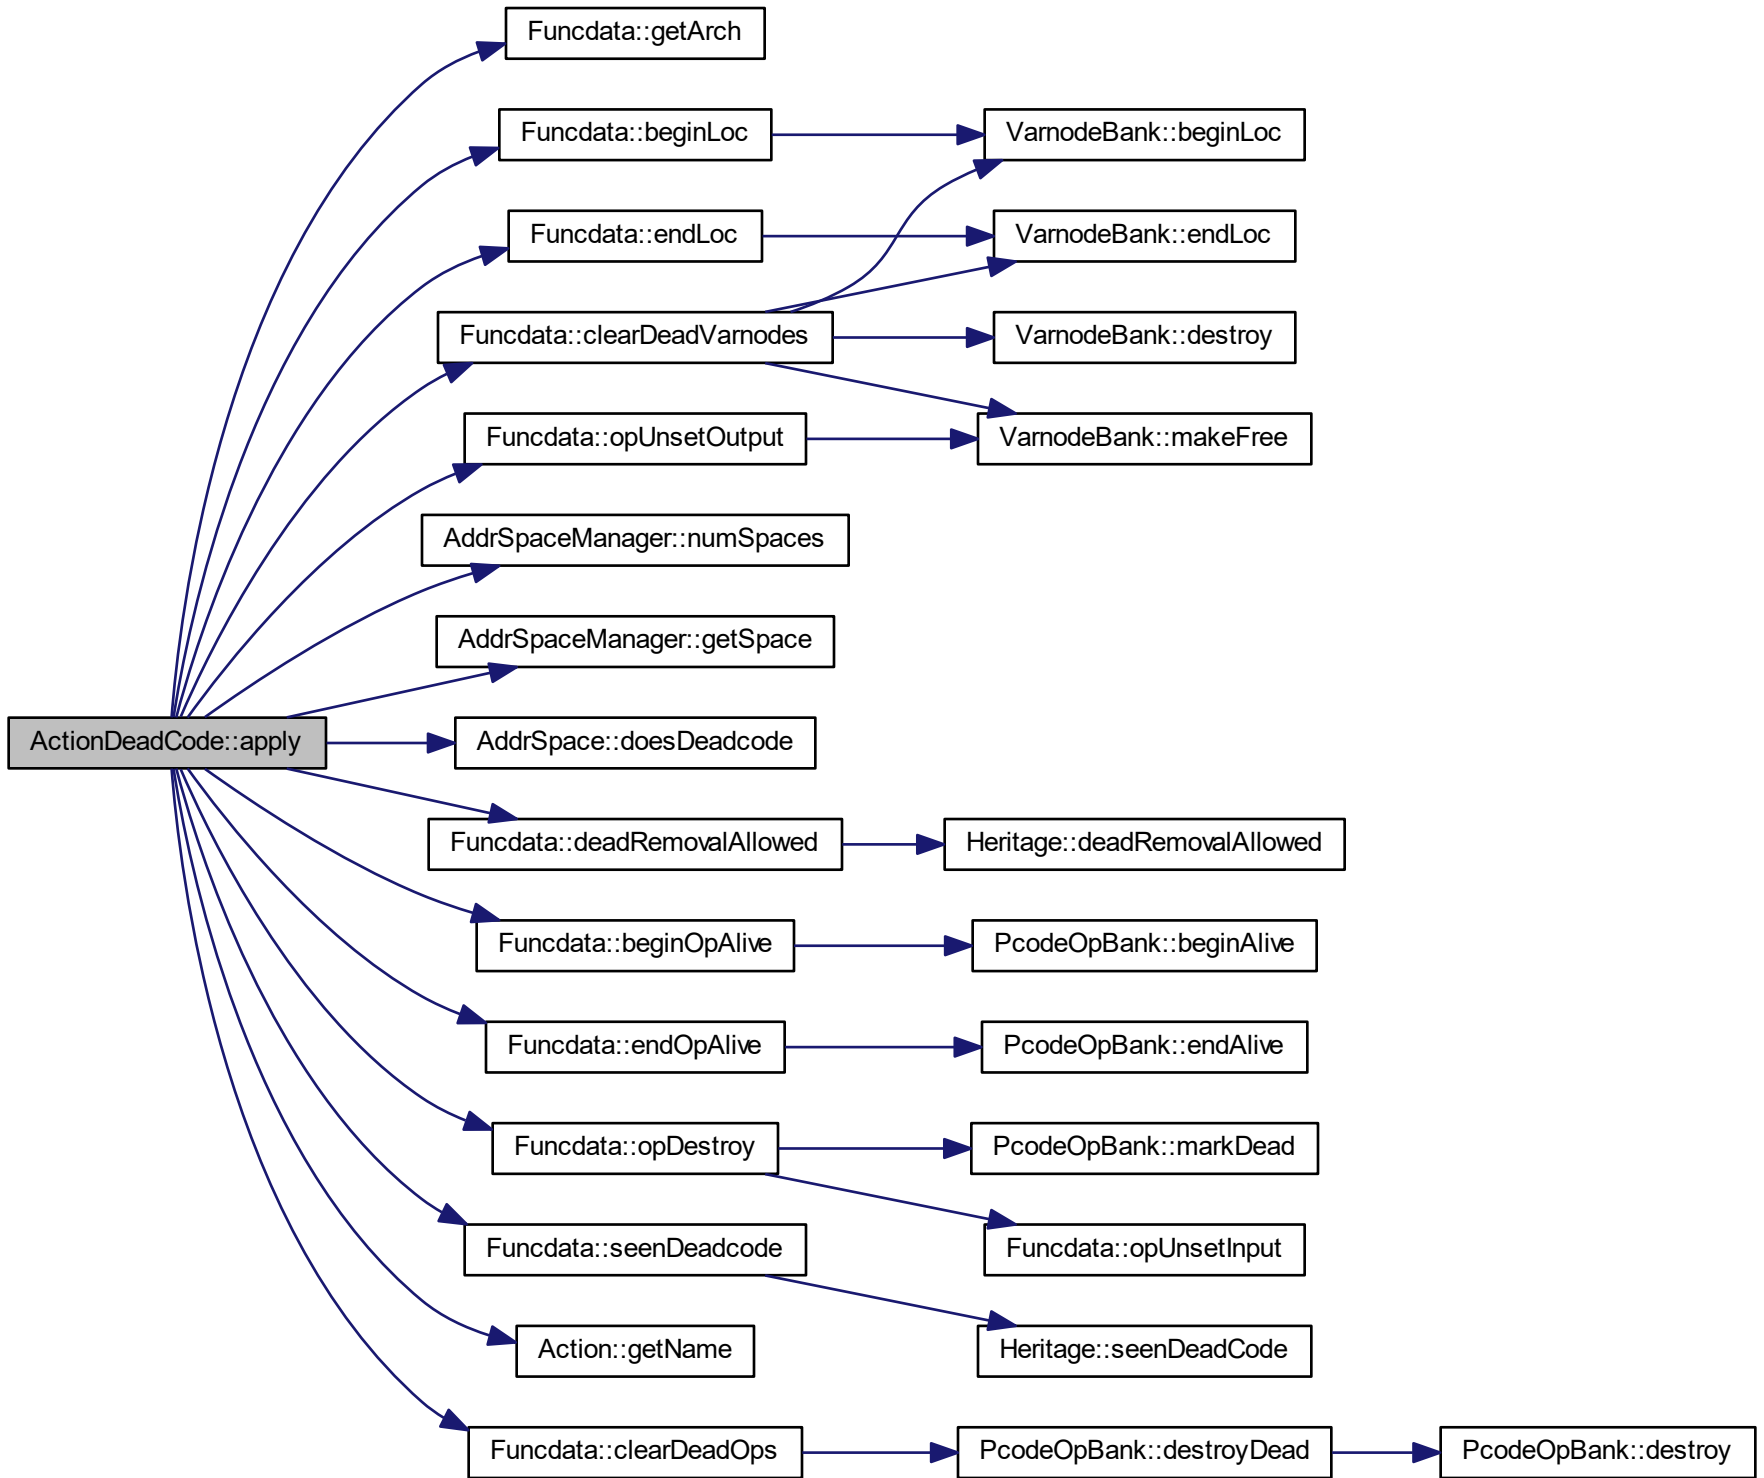 Funcdata::getArch
Funcdata::beginLoc
VarnodeBank::beginLoc
Funcdata::endLoc
VarnodeBank::endLoc
Funcdata::clearDeadVarnodes
VarnodeBank::destroy
Funcdata::opUnsetOutput
VarnodeBank::makeFree
AddrSpaceManager::numSpaces
AddrSpaceManager::getSpace
ActionDeadCode::apply
AddrSpace::doesDeadcode
Funcdata::deadRemovalAllowed
Heritage::deadRemovalAllowed
Funcdata::beginOpAlive
PcodeOpBank::beginAlive
Funcdata::endOpAlive
PcodeOpBank::endAlive
Funcdata::opDestroy
PcodeOpBank::markDead
Funcdata::seenDeadcode
Funcdata::opUnsetInput
Action::getName
Heritage::seenDeadCode
Funcdata::clearDeadOps
PcodeOpBank::destroyDead
PcodeOpBank::destroy